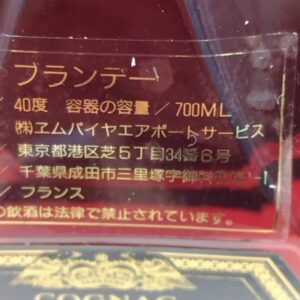 ブランデー
40度 容器の容量/700ML
㈱エムパイヤエアポートサービス
東京都港区芝5丁目34番6号
千葉県成田市三里塚字御料
/フランス
の飲酒は法律で禁止されています。
COGNAC